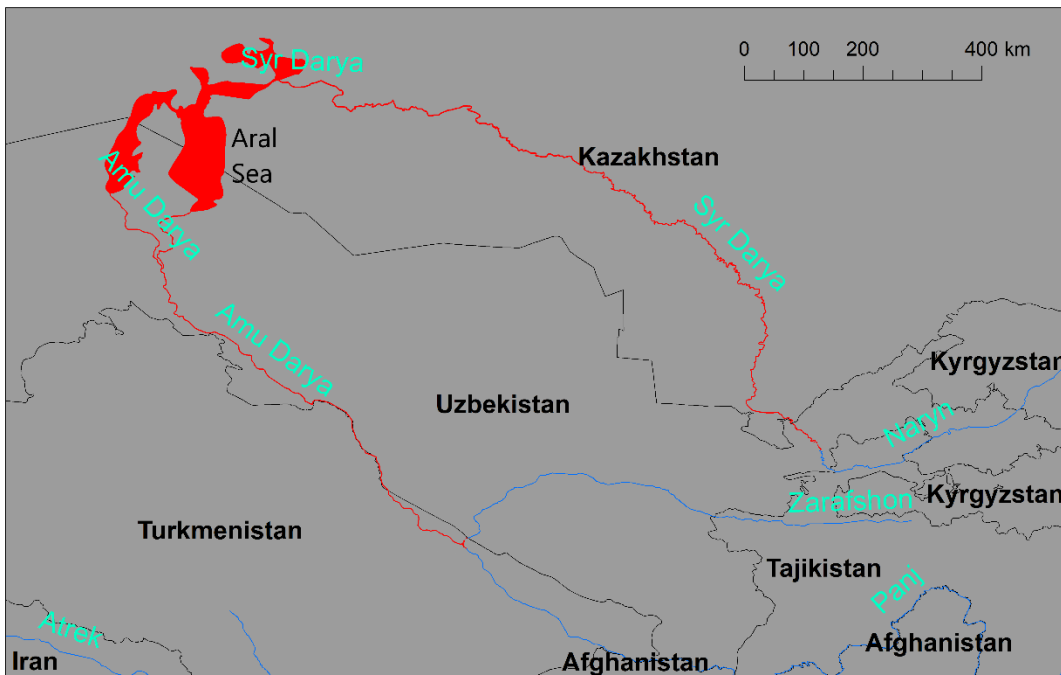 Syr Darya
0 100 200 400 km
Aral
Sea
Kazakhstan
Amu Darya
Syr Darya
Amu Darya
Kyrgyzstan
Uzbekistan
Naryn
Zarafshon
Kyrgyzstan
Turkmenistan
Tajikistan
Panj
Atrek
Afghanistan
Iran
Afghanistan